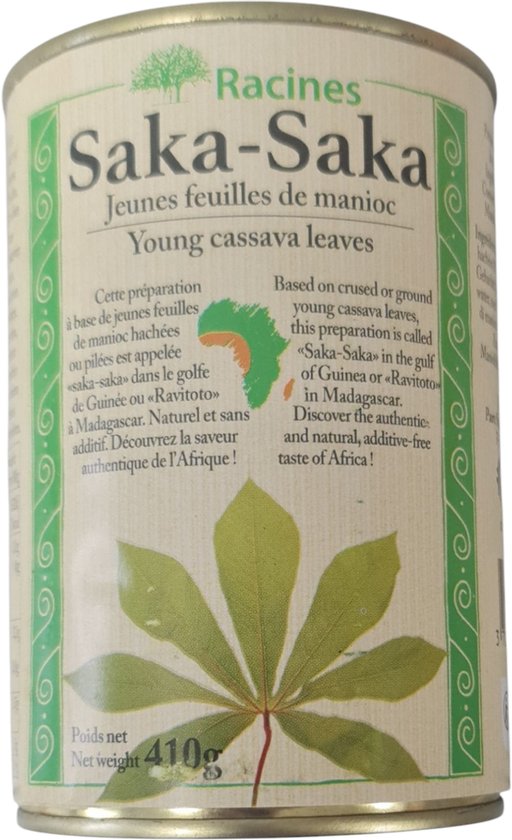 Racines
Saka-Saka
Jeunes feuilles de manioc
Young cassava leaves
Cette préparation
à base de jeunes feuilles
de manioc hachées
ou pilées est appelée
«saka-saka» dans le golfe
de Guinée ou «Ravitoto»
à Madagascar. Naturel et sans
additif. Découvrez la saveur
authentique de l'Afrique !
Based on crused or ground
young cassava leaves,
this preparation is called
«Saka-Saka» in the gulf
of Guinea or «Ravitoto»
in Madagascar.
Discover the authentic
and natural, additive-free
taste of Africa !
Poids net
Net weight 410g
3